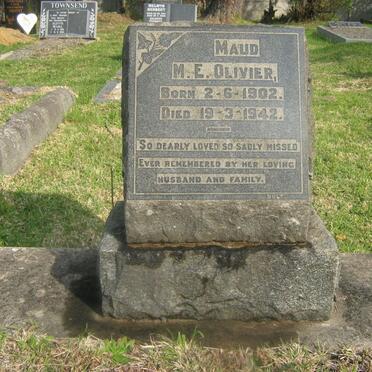 TOWNSEND
MAUD
M. E. OLIVIER,
BORN 2-6-1902.
DIED 19-3-1942.
SO DEARLY LOVED SO SADLY MISSED
EVER REMEMBERED BY HER LOVING
HUSBAND AND FAMILY.